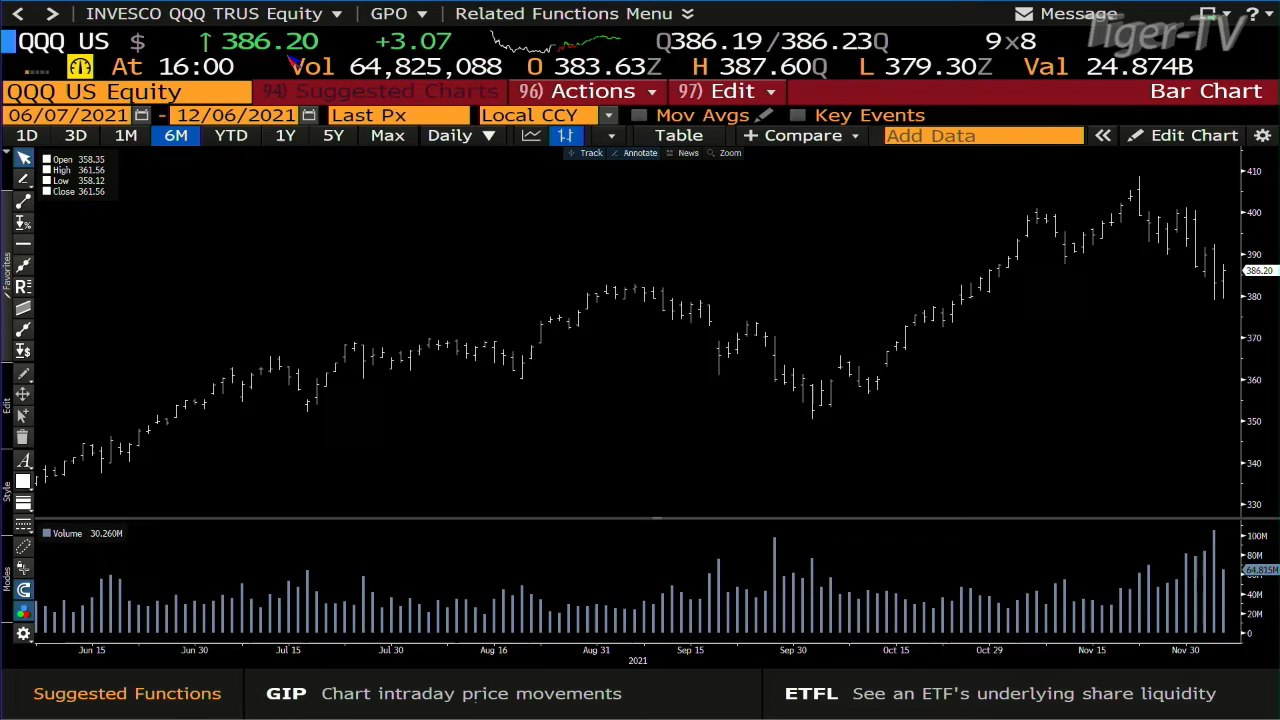 INVESCO QQQ TRUS Equity GPO Related Functions Menu Message ?
Tiger-TV
QQQ US $ ↑ 386.20 +3.07 Q386.19/386.23Q 9×8
At 16:00 Vol 64,825,088 O 383.63Z H 387.60Q L 379.30Z Val 24.874B
QQQ US Equity 94) Suggested Charts 96) Actions 97) Edit Bar Chart
06/07/2021 - 12/06/2021 Last Px Local CCY Mov Avgs Key Events
1D 3D 1M 6M YTD 1Y 5Y Max Daily Table + Compare Add Data Edit Chart
Track Annotate News Zoom
Open 358.35
High 361.56
Low 358.12
Close 361.56
Favorites
Edit
Style
Modes
410
400
390
386.20
380
370
360
350
340
330
Volume 30.260M
100M
80M
64.815M
40M
20M
0
Jun 15 Jun 30 Jul 15 Jul 30 Aug 16 Aug 31 Sep 15 Sep 30 Oct 15 Oct 29 Nov 15 Nov 30
2021
Suggested Functions GIP Chart intraday price movements ETFL See an ETF's underlying share liquidity